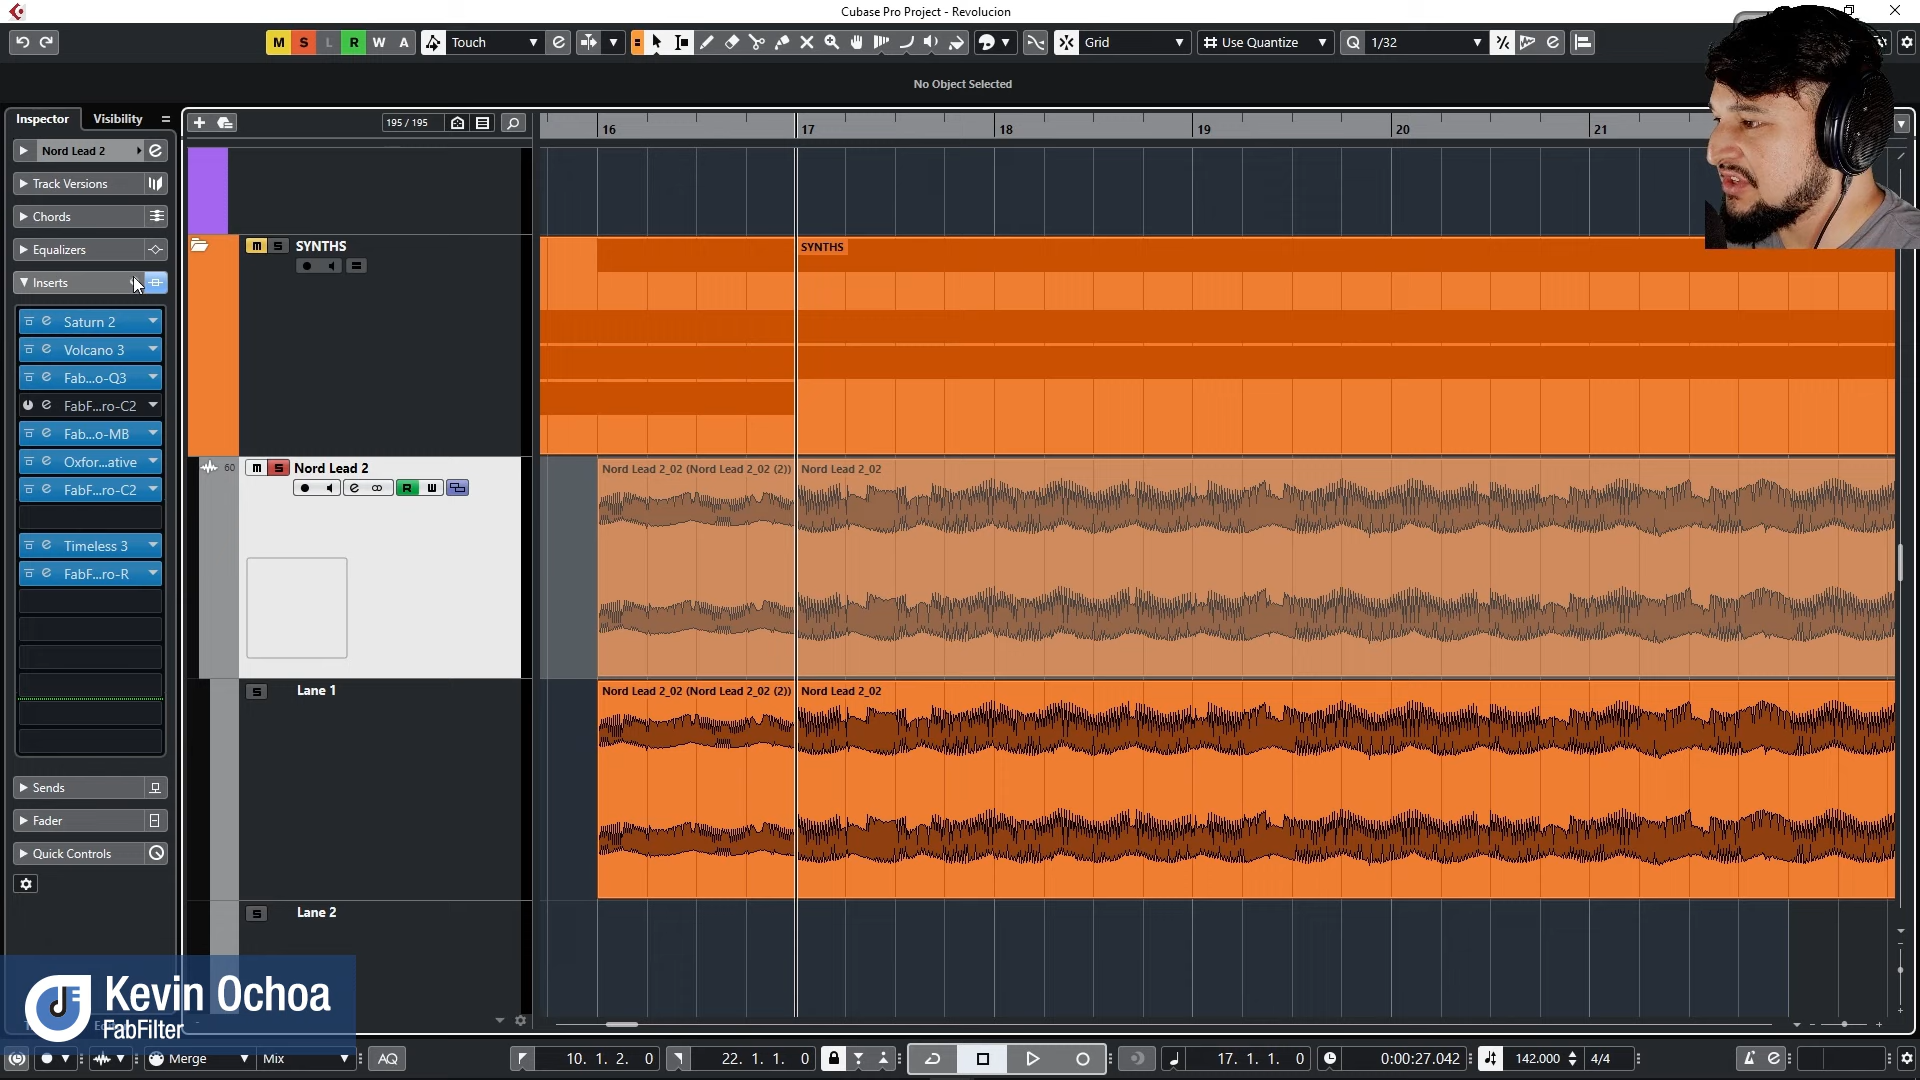 Cubase Pro Project - Revolucion
M S L R W A Touch Grid Use Quantize 1/32
No Object Selected
Inspector Visibility
195 / 195
16 17 18 19 20 21
Nord Lead 2
Track Versions
Chords
Equalizers
Inserts
Saturn 2
Volcano 3
Fab...o-Q3
FabF...ro-C2
Fab...o-MB
Oxfor...ative
FabF...ro-C2
Timeless 3
FabF...ro-R
Sends
Fader
Quick Controls
m S SYNTHS
SYNTHS
60 m S Nord Lead 2
R W
Nord Lead 2_02 (Nord Lead 2_02 (2)) Nord Lead 2_02
S Lane 1
Nord Lead 2_02 (Nord Lead 2_02 (2)) Nord Lead 2_02
S Lane 2
Kevin Ochoa
FabFilter
Merge Mix AQ 10. 1. 2. 0 22. 1. 1. 0 17. 1. 1. 0 0:00:27.042 142.000 4/4